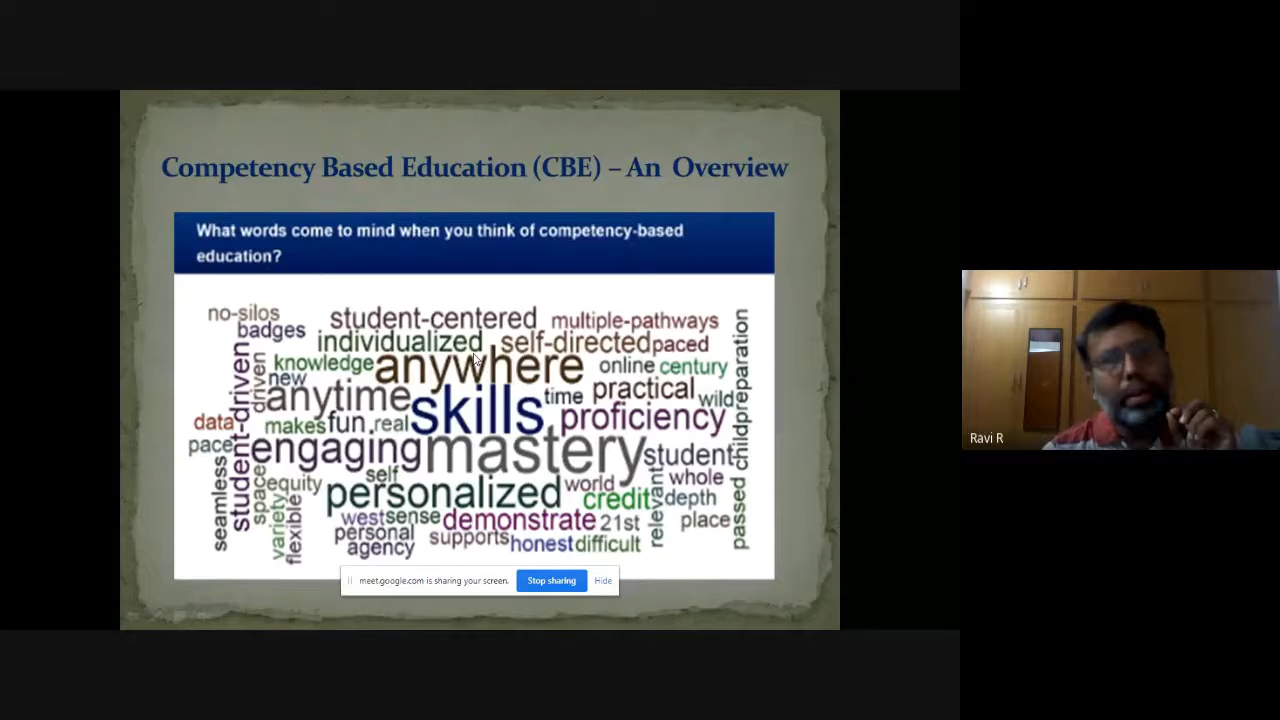 Competency Based Education (CBE) – An Overview
What words come to mind when you think of competency-based
education?
no-silos
student-centered
multiple-pathways
badges
individualized
self-directed
paced
knowledge
anywhere
online
century
new
driven
anytime
skills
time
practical
wild
data
makes
fun
real
proficiency
pace
student-driven
engaging
mastery
student
child
preparation
seamless
space
equity
self
personalized
world
credit
whole
depth
variety
flexible
west
sense
demonstrate
21st
relevant
place
passed
personal
agency
supports
honest
difficult
meet.google.com is sharing your screen.
Stop sharing
Hide
Ravi R